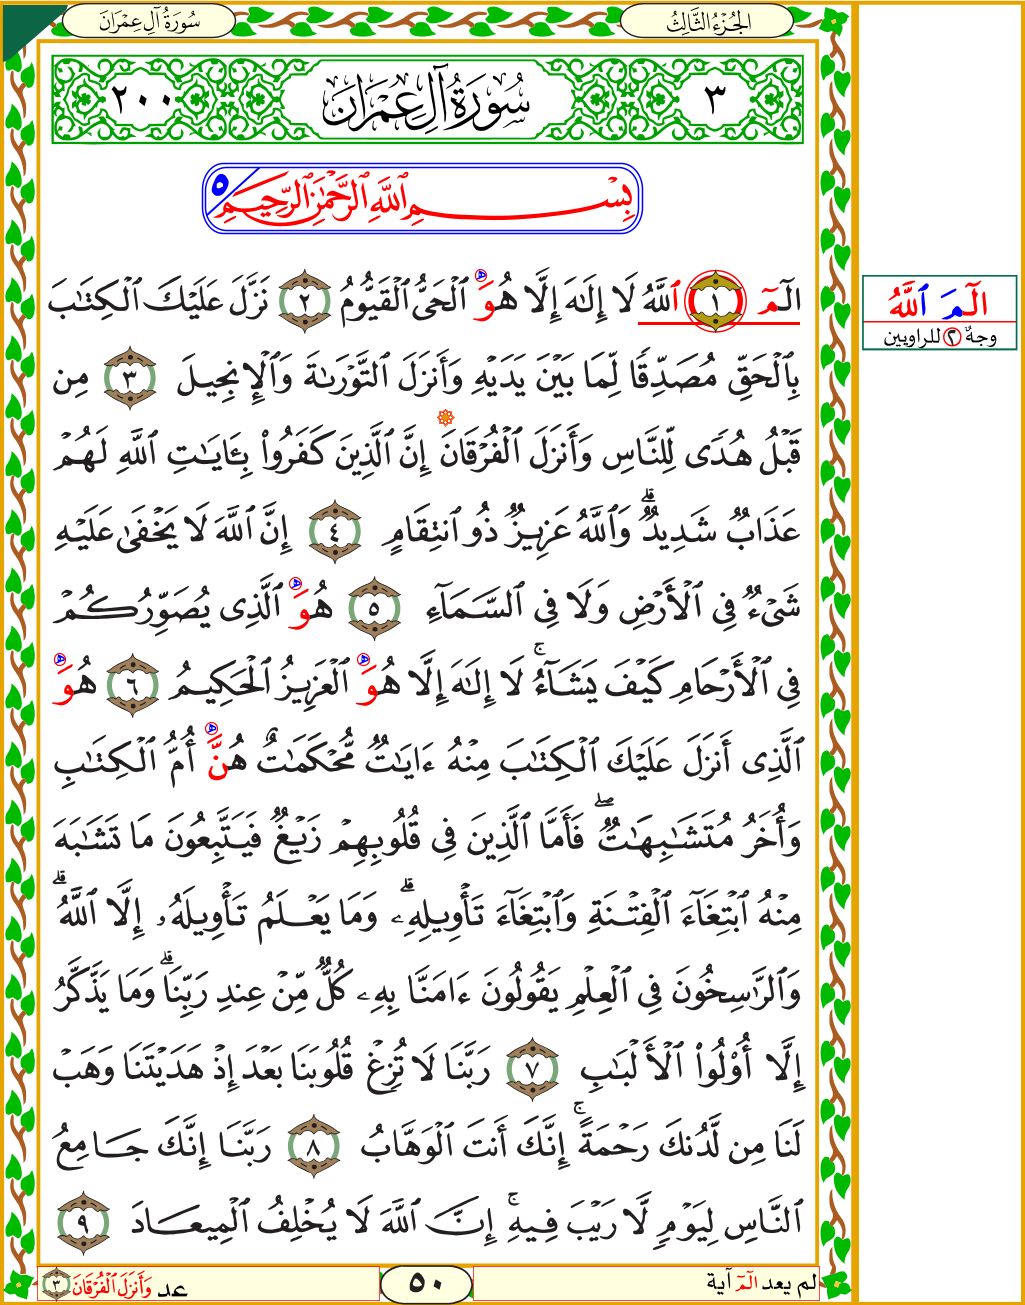 الجُزْءُ الثَّالِثُ
سُورَةُ آلِ عِمْرَانَ
٣ سُورَةُ آلِ عِمْرَانَ ٢٠٠
بِسْمِ ٱللَّهِ ٱلرَّحْمَٰنِ ٱلرَّحِيمِ ٥
الٓمٓ ١ ٱللَّهُ لَا إِلَٰهَ إِلَّا هُوَ ۿ ٱلْحَىُّ ٱلْقَيُّومُ ٢ نَزَّلَ عَلَيْكَ ٱلْكِتَٰبَ
بِٱلْحَقِّ مُصَدِّقًا لِّمَا بَيْنَ يَدَيْهِ وَأَنزَلَ ٱلتَّوْرَىٰةَ وَٱلْإِنجِيلَ ٣ مِن
قَبْلُ هُدًى لِّلنَّاسِ وَأَنزَلَ ٱلْفُرْقَانَ إِنَّ ٱلَّذِينَ كَفَرُوا۟ بِـَٔايَٰتِ ٱللَّهِ لَهُمْ
عَذَابٌ شَدِيدٌ ۗ وَٱللَّهُ عَزِيزٌ ذُو ٱنتِقَامٍ ٤ إِنَّ ٱللَّهَ لَا يَخْفَىٰ عَلَيْهِ
شَىْءٌ فِى ٱلْأَرْضِ وَلَا فِى ٱلسَّمَآءِ ٥ هُوَ ٱلَّذِى يُصَوِّرُكُمْ
فِى ٱلْأَرْحَامِ كَيْفَ يَشَآءُ ۚ لَا إِلَٰهَ إِلَّا هُوَ ٱلْعَزِيزُ ٱلْحَكِيمُ ٦ هُوَ
ٱلَّذِى أَنزَلَ عَلَيْكَ ٱلْكِتَٰبَ مِنْهُ ءَايَٰتٌ مُّحْكَمَٰتٌ هُنَّ أُمُّ ٱلْكِتَٰبِ
وَأُخَرُ مُتَشَٰبِهَٰتٌ ۖ فَأَمَّا ٱلَّذِينَ فِى قُلُوبِهِمْ زَيْغٌ فَيَتَّبِعُونَ مَا تَشَٰبَهَ
مِنْهُ ٱبْتِغَآءَ ٱلْفِتْنَةِ وَٱبْتِغَآءَ تَأْوِيلِهِۦ ۗ وَمَا يَعْلَمُ تَأْوِيلَهُۥ إِلَّا ٱللَّهُ ۗ
وَٱلرَّٰسِخُونَ فِى ٱلْعِلْمِ يَقُولُونَ ءَامَنَّا بِهِۦ كُلٌّ مِّنْ عِندِ رَبِّنَا ۗ وَمَا يَذَّكَّرُ
إِلَّا أُو۟لُوا۟ ٱلْأَلْبَٰبِ ٧ رَبَّنَا لَا تُزِغْ قُلُوبَنَا بَعْدَ إِذْ هَدَيْتَنَا وَهَبْ
لَنَا مِن لَّدُنكَ رَحْمَةً ۚ إِنَّكَ أَنتَ ٱلْوَهَّابُ ٨ رَبَّنَا إِنَّكَ جَامِعُ
ٱلنَّاسِ لِيَوْمٍ لَّا رَيْبَ فِيهِ ۚ إِنَّ ٱللَّهَ لَا يُخْلِفُ ٱلْمِيعَادَ ٩
الٓمَ ٱللَّهُ
وجهٌ ٢ للراويين
لم يعد الٓمٓ آية
٥٠
عد وَأَنزَلَ ٱلْفُرْقَانَ ٣